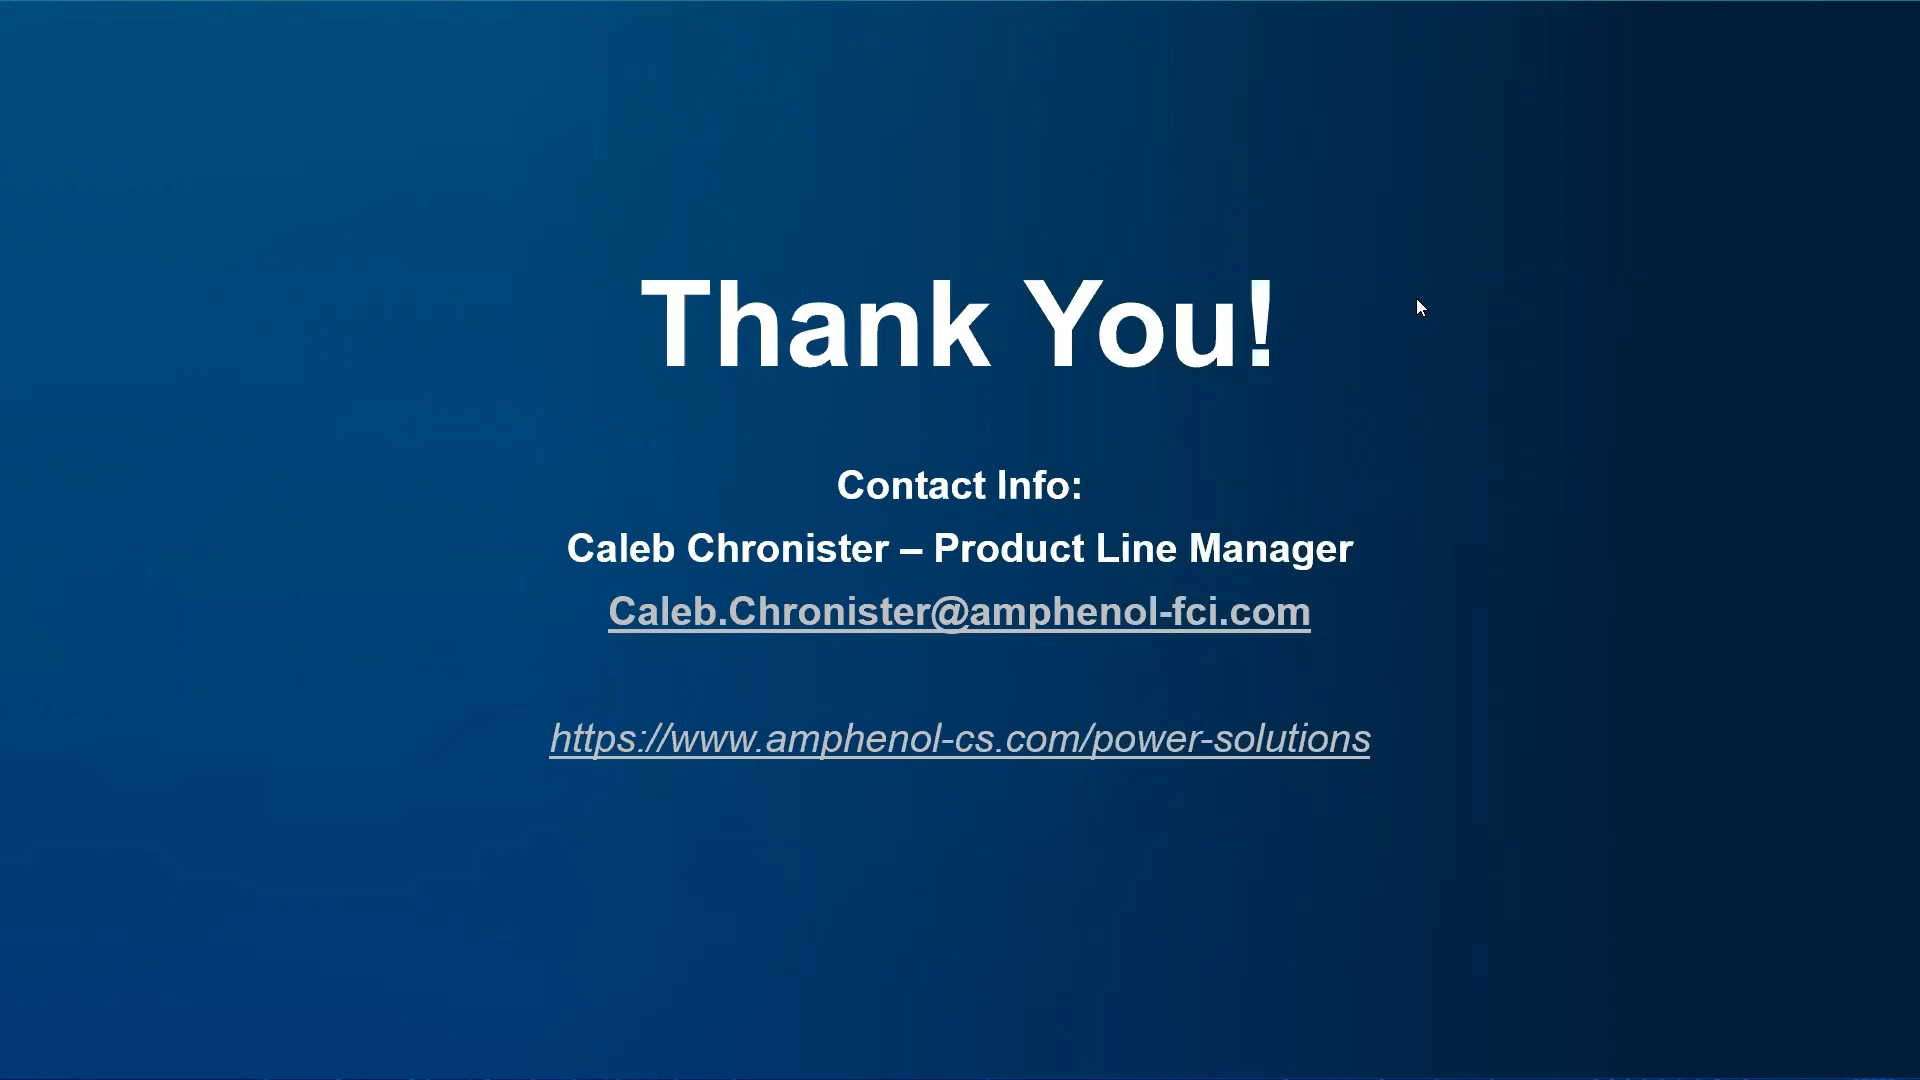 Thank You!
Contact Info:
Caleb Chronister – Product Line Manager
Caleb.Chronister@amphenol-fci.com
https://www.amphenol-cs.com/power-solutions